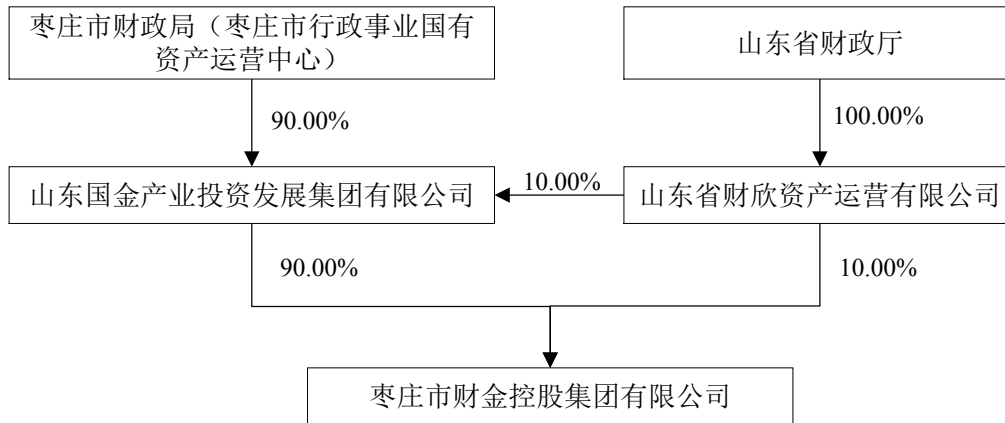 枣庄市财政局（枣庄市行政事业国有
资产运营中心）
山东省财政厅
90.00%
100.00%
山东国金产业投资发展集团有限公司
10.00%
山东省财欣资产运营有限公司
90.00%
10.00%
枣庄市财金控股集团有限公司